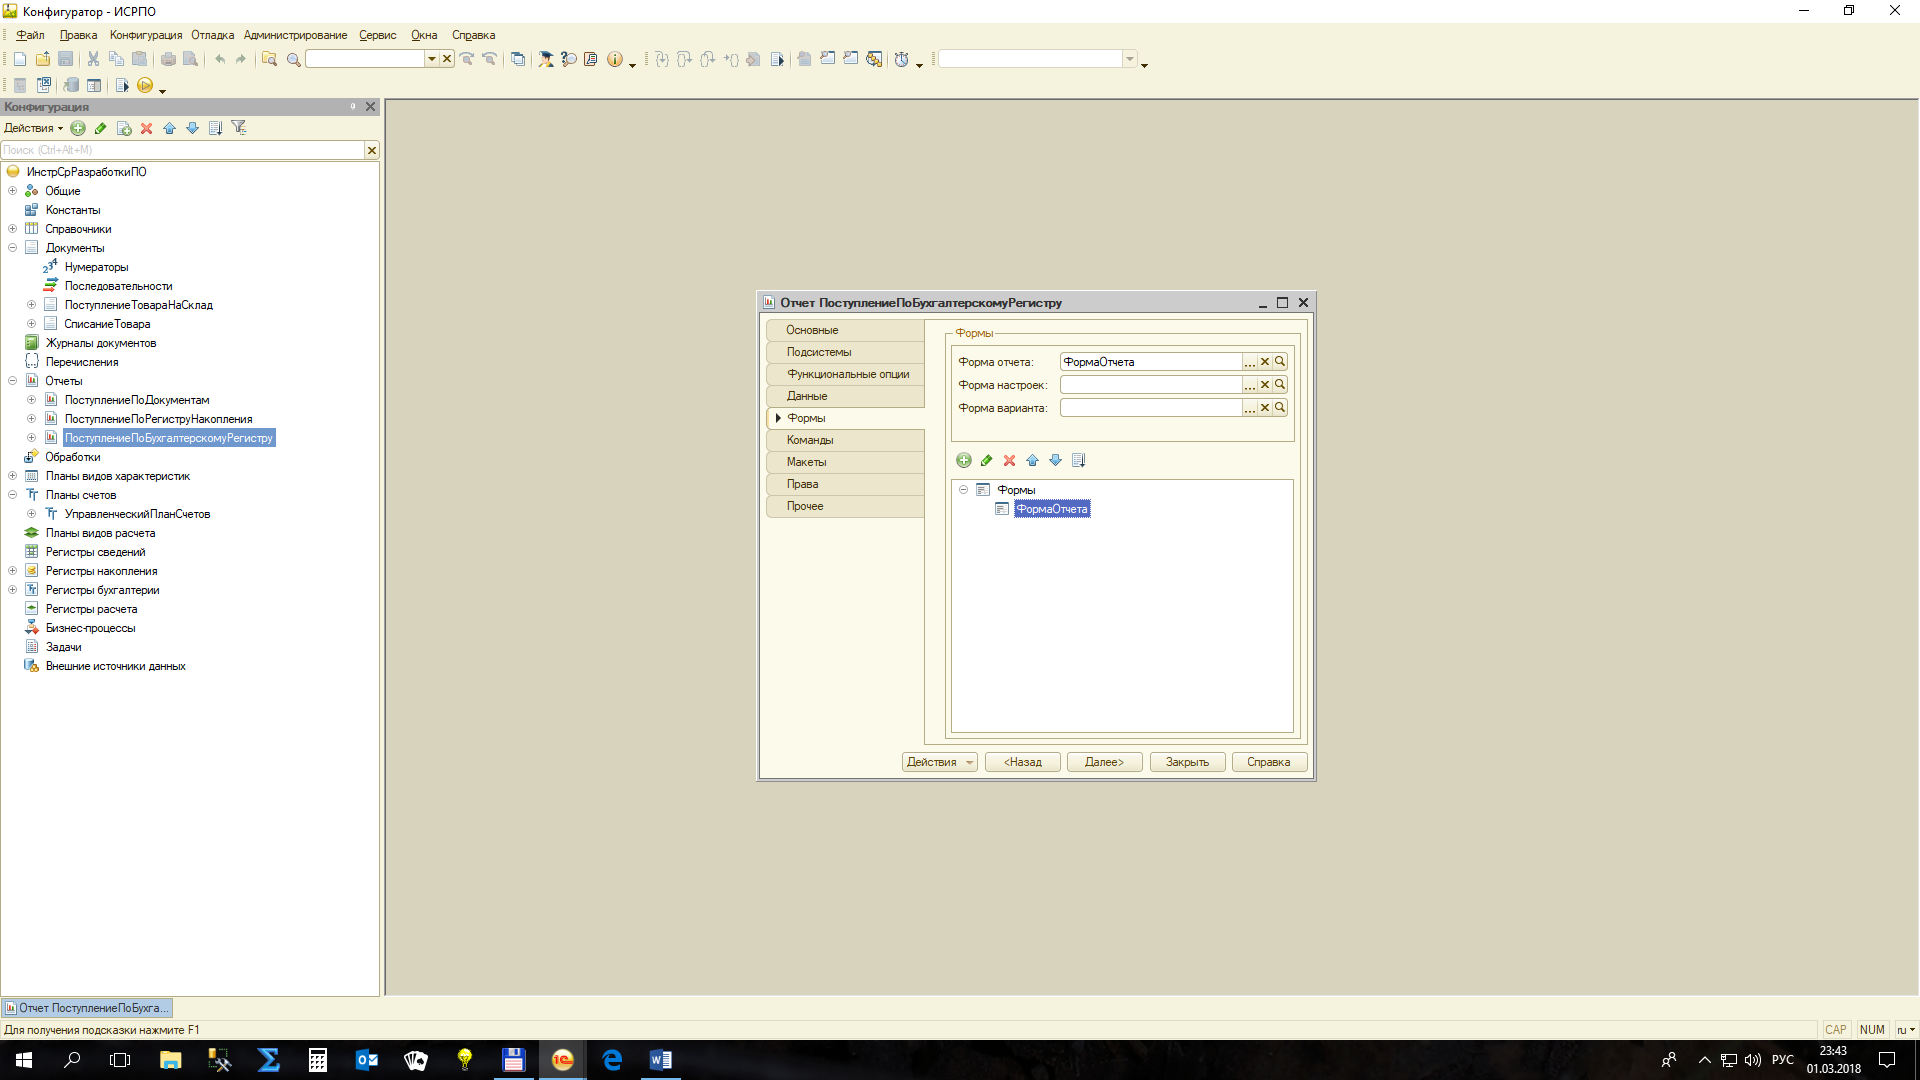 Конфигуратор - ИСРПО
Файл Правка Конфигурация Отладка Администрирование Сервис Окна Справка
Конфигурация
Действия
Поиск (Ctrl+Alt+M)
ИнстрСрРазработкиПО
Общие
Константы
Справочники
Документы
Нумераторы
Последовательности
ПоступлениеТовараНаСклад
СписаниеТовара
Журналы документов
Перечисления
Отчеты
ПоступлениеПоДокументам
ПоступлениеПоРегиструНакопления
ПоступлениеПоБухгалтерскомуРегистру
Обработки
Планы видов характеристик
Планы счетов
УправленческийПланСчетов
Планы видов расчета
Регистры сведений
Регистры накопления
Регистры бухгалтерии
Регистры расчета
Бизнес-процессы
Задачи
Внешние источники данных
Отчет ПоступлениеПоБухгалтерскомуРегистру
Основные
Подсистемы
Функциональные опции
Данные
Формы
Команды
Макеты
Права
Прочее
Формы
Форма отчета: ФормаОтчета
Форма настроек:
Форма варианта:
Формы
ФормаОтчета
Действия <Назад Далее> Закрыть Справка
Отчет ПоступлениеПоБухга...
Для получения подсказки нажмите F1
CAP NUM ru
РУС
23:43
01.03.2018